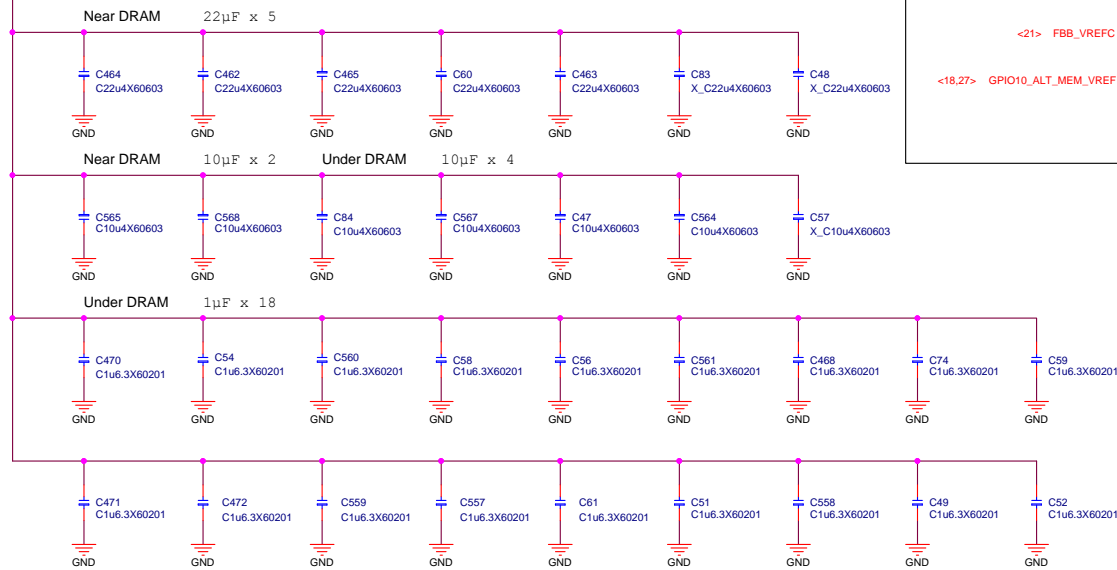 Near DRAM 22µF x 5
<21> FBB_VREFC
C464 C462 C465 C60 C463 C83 C48
<18,27> GPIO10_ALT_MEM_VREF
C22u4X60603 C22u4X60603 C22u4X60603 C22u4X60603 C22u4X60603 X_C22u4X60603 X_C22u4X60603
GND GND GND GND GND GND GND
Near DRAM 10µF x 2 Under DRAM 10µF x 4
C565 C568 C84 C567 C47 C564 C57
C10u4X60603 C10u4X60603 C10u4X60603 C10u4X60603 C10u4X60603 C10u4X60603 X_C10u4X60603
GND GND GND GND GND GND GND
Under DRAM 1µF x 18
C470 C54 C560 C58 C56 C561 C468 C74 C59
C1u6.3X60201 C1u6.3X60201 C1u6.3X60201 C1u6.3X60201 C1u6.3X60201 C1u6.3X60201 C1u6.3X60201 C1u6.3X60201 C1u6.3X60201
GND GND GND GND GND GND GND GND GND
C471 C472 C559 C557 C61 C51 C558 C49 C52
C1u6.3X60201 C1u6.3X60201 C1u6.3X60201 C1u6.3X60201 C1u6.3X60201 C1u6.3X60201 C1u6.3X60201 C1u6.3X60201 C1u6.3X60201
GND GND GND GND GND GND GND GND GND